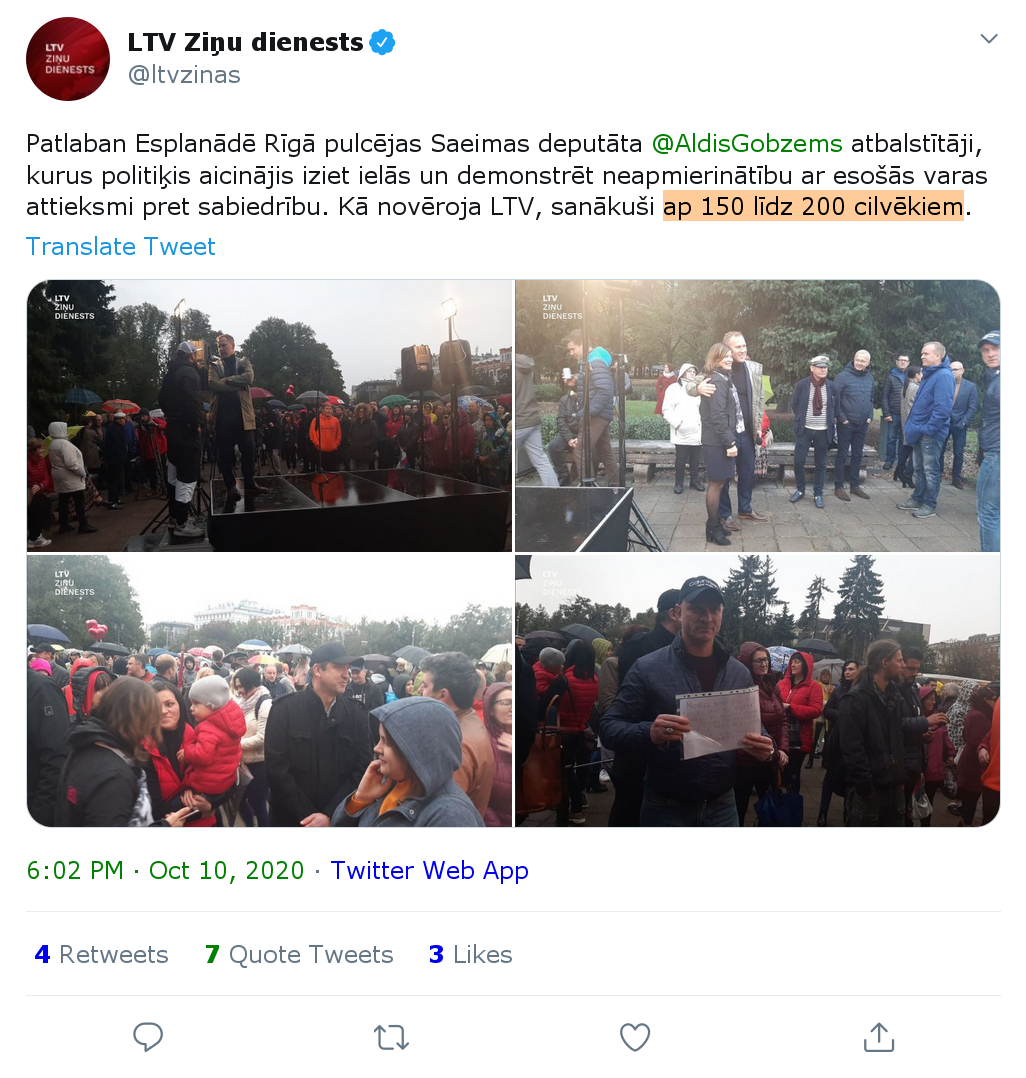 LTV
ZIŅU
DIENESTS
LTV Ziņu dienests
@ltvzinas
Patlaban Esplanādē Rīgā pulcējas Saeimas deputāta @AldisGobzems atbalstītāji,
kurus politiķis aicinājis iziet ielās un demonstrēt neapmierinātību ar esošās varas
attieksmi pret sabiedrību. Kā novēroja LTV, sanākuši ap 150 līdz 200 cilvēkiem.
Translate Tweet
LTV
ZIŅU
DIENESTS
LTV
ZIŅU
DIENESTS
LTV
ZIŅU
DIENESTS
LTV
ZIŅU
DIENESTS
6:02 PM · Oct 10, 2020 · Twitter Web App
4 Retweets 7 Quote Tweets 3 Likes